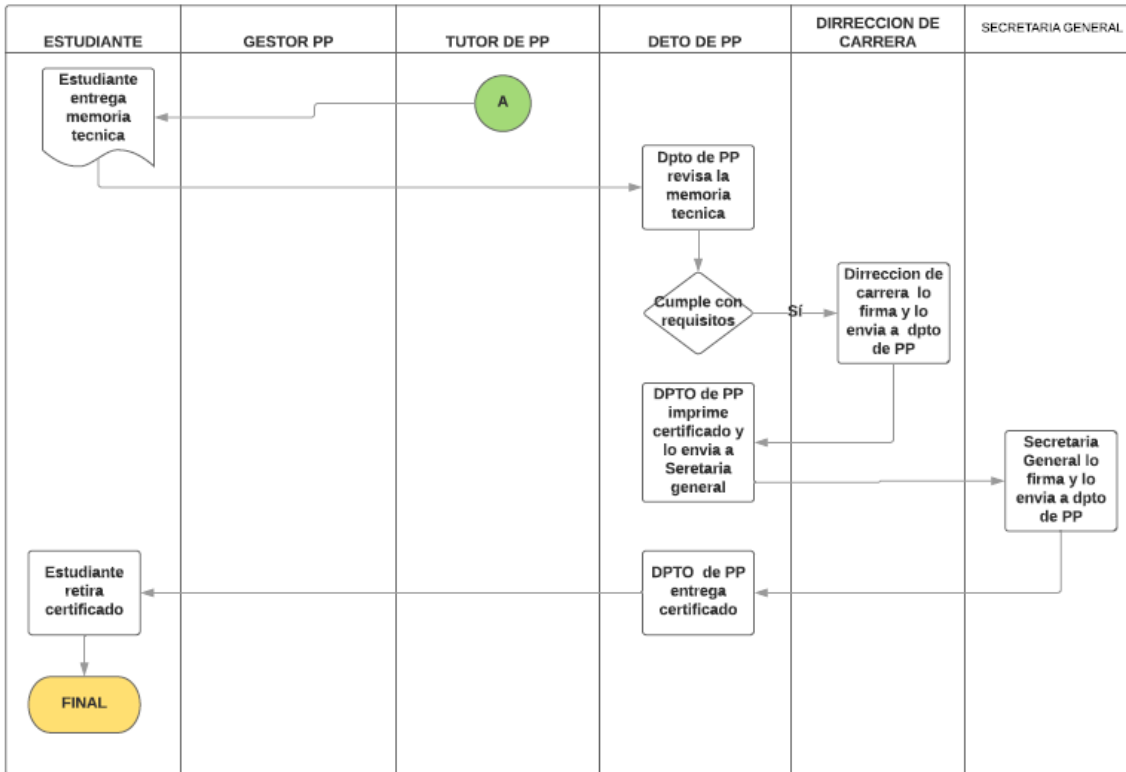 ESTUDIANTE
GESTOR PP
TUTOR DE PP
DETO DE PP
DIRRECCION DE
CARRERA
SECRETARIA GENERAL
Estudiante
entrega
memoria
tecnica
A
Dpto de PP
revisa la
memoria
tecnica
Cumple con
requisitos
Sí
Dirreccion de
carrera lo
firma y lo
envia a dpto
de PP
DPTO de PP
imprime
certificado y
lo envia a
Seretaria
general
Secretaria
General lo
firma y lo
envia a dpto
de PP
DPTO de PP
entrega
certificado
Estudiante
retira
certificado
FINAL